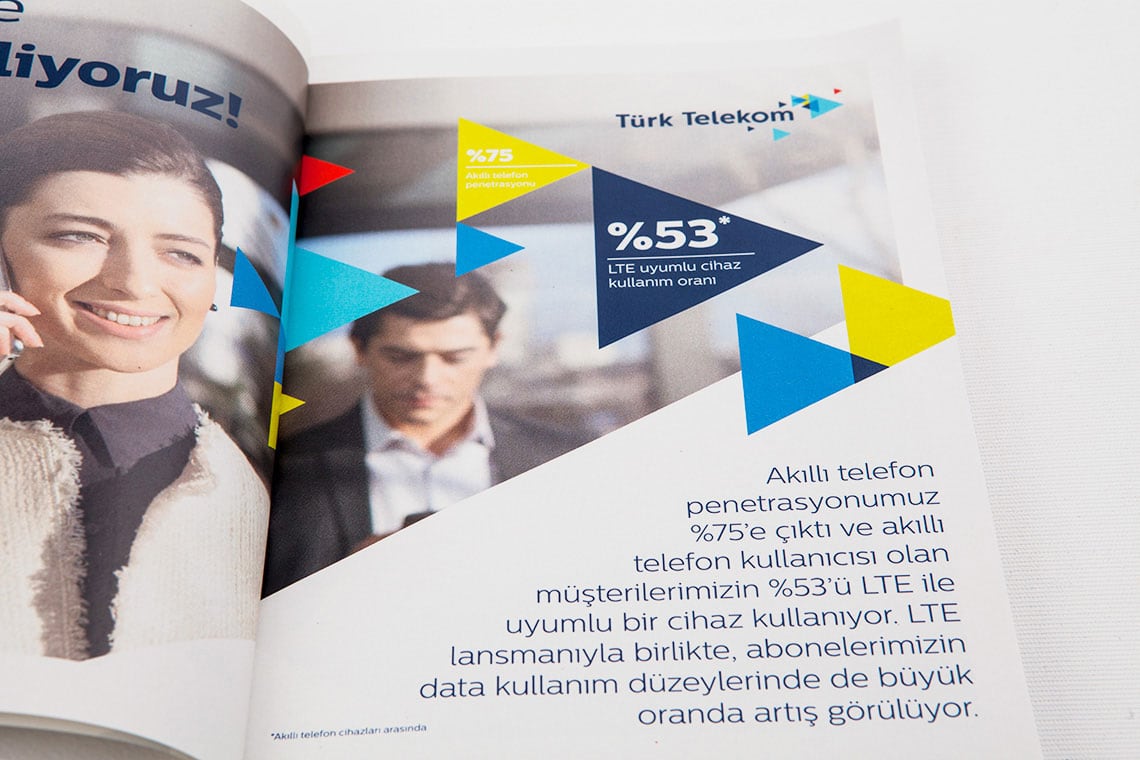 liyoruz!
Türk Telekom
%75
Akıllı telefon
penetrasyonu
%53*
LTE uyumlu cihaz
kullanım oranı
Akıllı telefon
penetrasyonumuz
%75'e çıktı ve akıllı
telefon kullanıcısı olan
müşterilerimizin %53'ü LTE ile
uyumlu bir cihaz kullanıyor. LTE
lansmanıyla birlikte, abonelerimizin
data kullanım düzeylerinde de büyük
oranda artış görülüyor.
*Akıllı telefon cihazları arasında